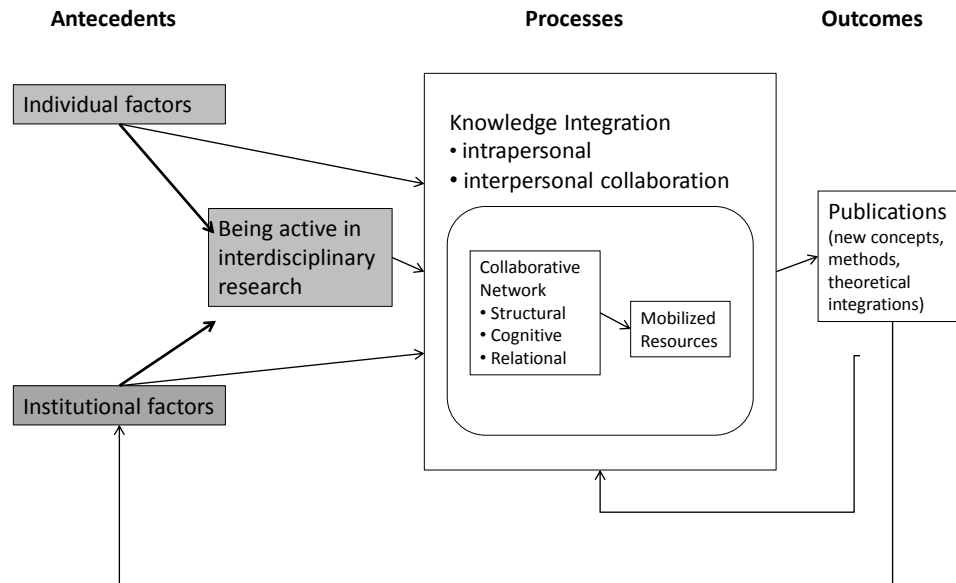 Antecedents
Processes
Outcomes
Individual factors
Being active in
interdisciplinary
research
Institutional factors
Knowledge Integration
• intrapersonal
• interpersonal collaboration
Collaborative
Network
• Structural
• Cognitive
• Relational
Mobilized
Resources
Publications
(new concepts,
methods,
theoretical
integrations)